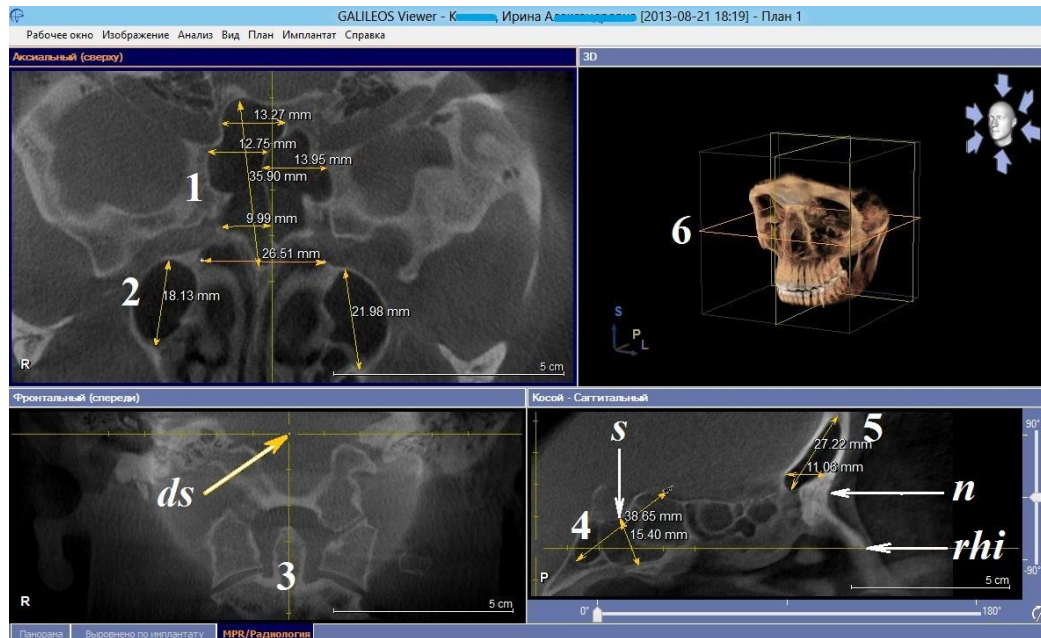 GALILEOS Viewer - К , Ирина А [2013-08-21 18:19] - План 1
Рабочее окно Изображение Анализ Вид План Имплантат Справка
Аксиальный (сверху)
3D
13.27 mm
12.75 mm
13.95 mm
1
35.90 mm
9.99 mm
26.51 mm
2
18.13 mm
21.98 mm
R
5 cm
6
S
P
L
Фронтальный (спереди)
Косой - Сагиттальный
ds
3
R
5 cm
s
5
90°
27.22 mm
11.06 mm
n
4
38.65 mm
15.40 mm
rhi
P
5 cm
-90°
0°
180°
Панорама Выровнено по имплантату MPR/Радиология